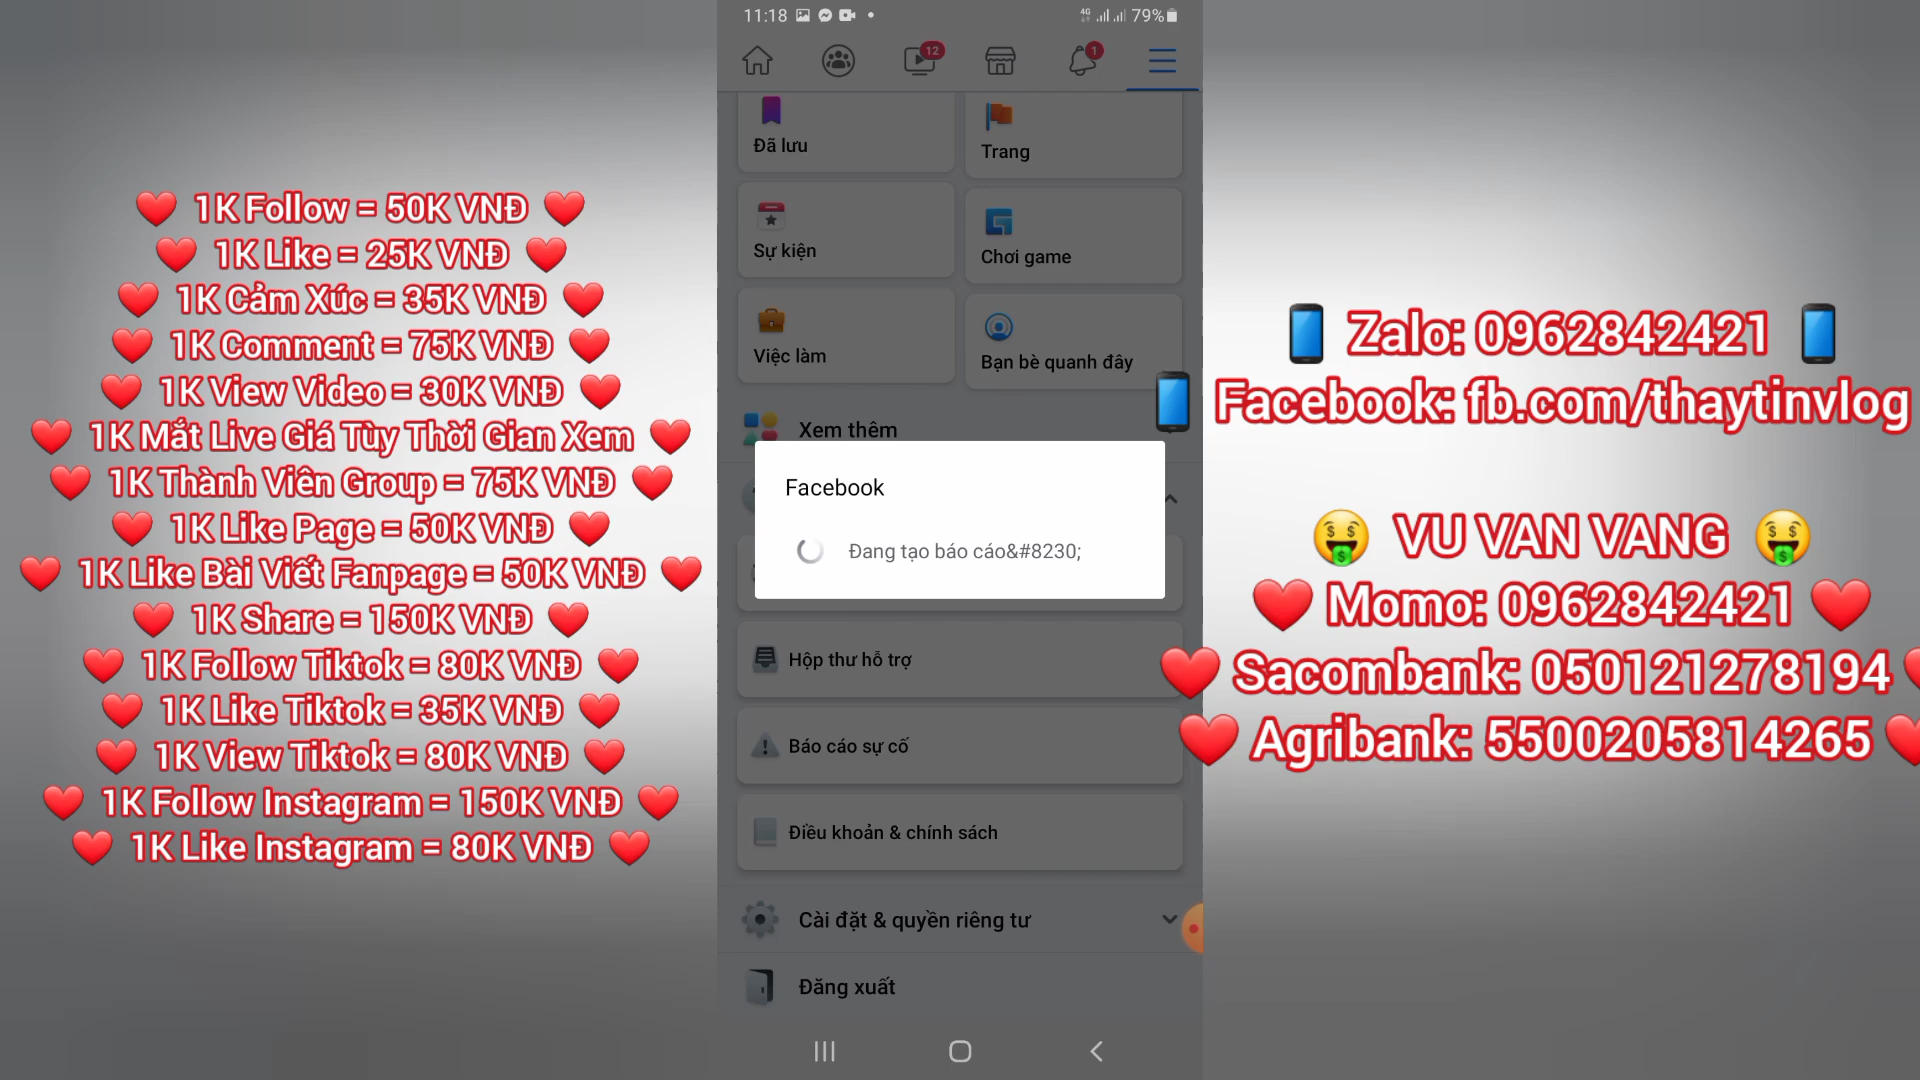 1K Follow = 50K VNĐ
1K Like = 25K VNĐ
1K Cảm Xúc = 35K VNĐ
1K Comment = 75K VNĐ
1K View Video = 30K VNĐ
1K Mắt Live Giá Tùy Thời Gian Xem
1K Thành Viên Group = 75K VNĐ
1K Like Page = 50K VNĐ
1K Like Bài Viết Fanpage = 50K VNĐ
1K Share = 150K VNĐ
1K Follow Tiktok = 80K VNĐ
1K Like Tiktok = 35K VNĐ
1K View Tiktok = 80K VNĐ
1K Follow Instagram = 150K VNĐ
1K Like Instagram = 80K VNĐ
11:18 4G 79%
12 1
Đã lưu
Trang
Sự kiện
Chơi game
Việc làm
Bạn bè quanh đây
Xem thêm
Facebook
Đang tạo báo cáo&#8230;
Hộp thư hỗ trợ
Báo cáo sự cố
Điều khoản & chính sách
Cài đặt & quyền riêng tư
Đăng xuất
Zalo: 0962842421
Facebook: fb.com/thaytinvlog
VU VAN VANG
Momo: 0962842421
Sacombank: 050121278194
Agribank: 5500205814265